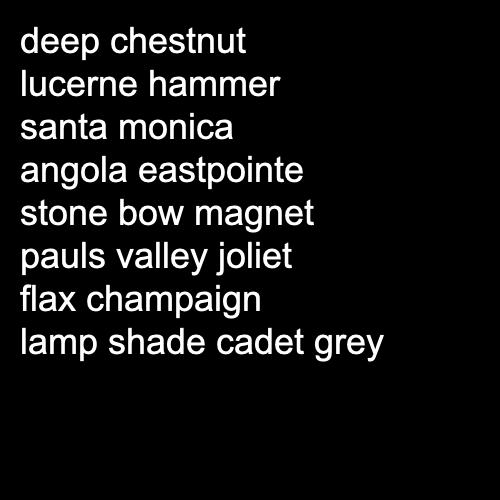 deep chestnut
lucerne hammer
santa monica
angola eastpointe
stone bow magnet
pauls valley joliet
flax champaign
lamp shade cadet grey